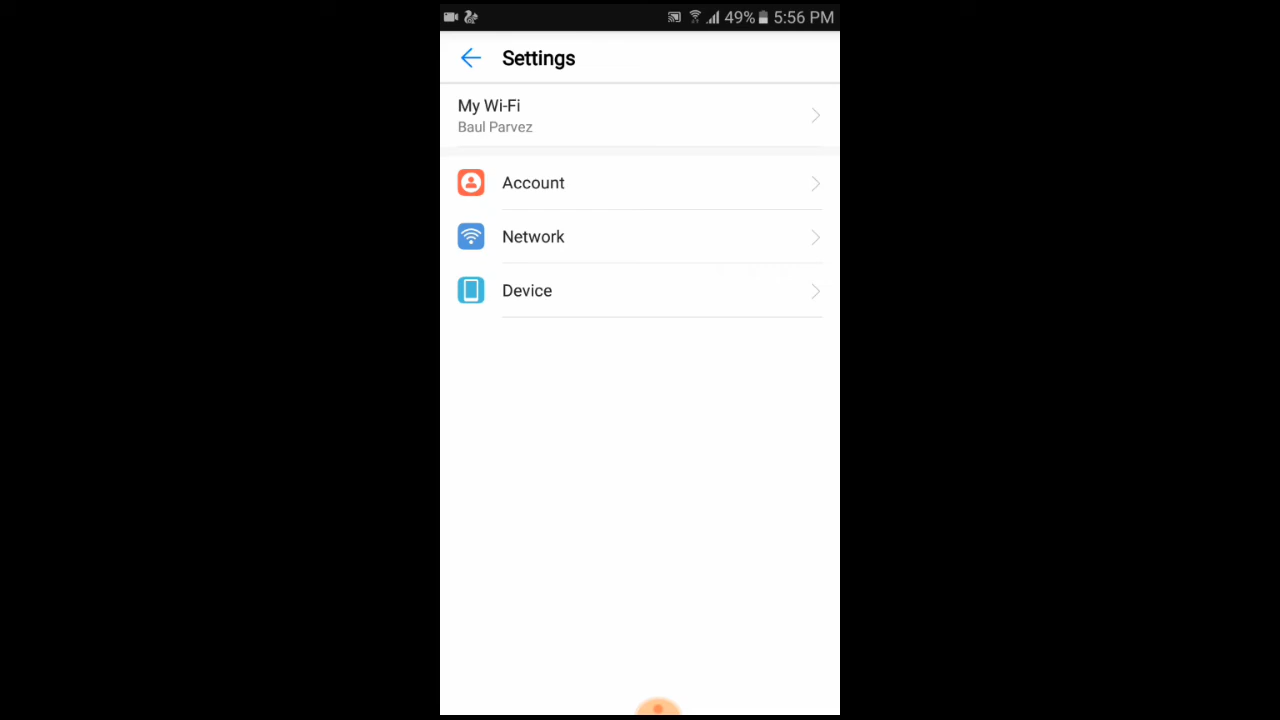 49% 5:56 PM
Settings
My Wi-Fi
Baul Parvez
Account
Network
Device